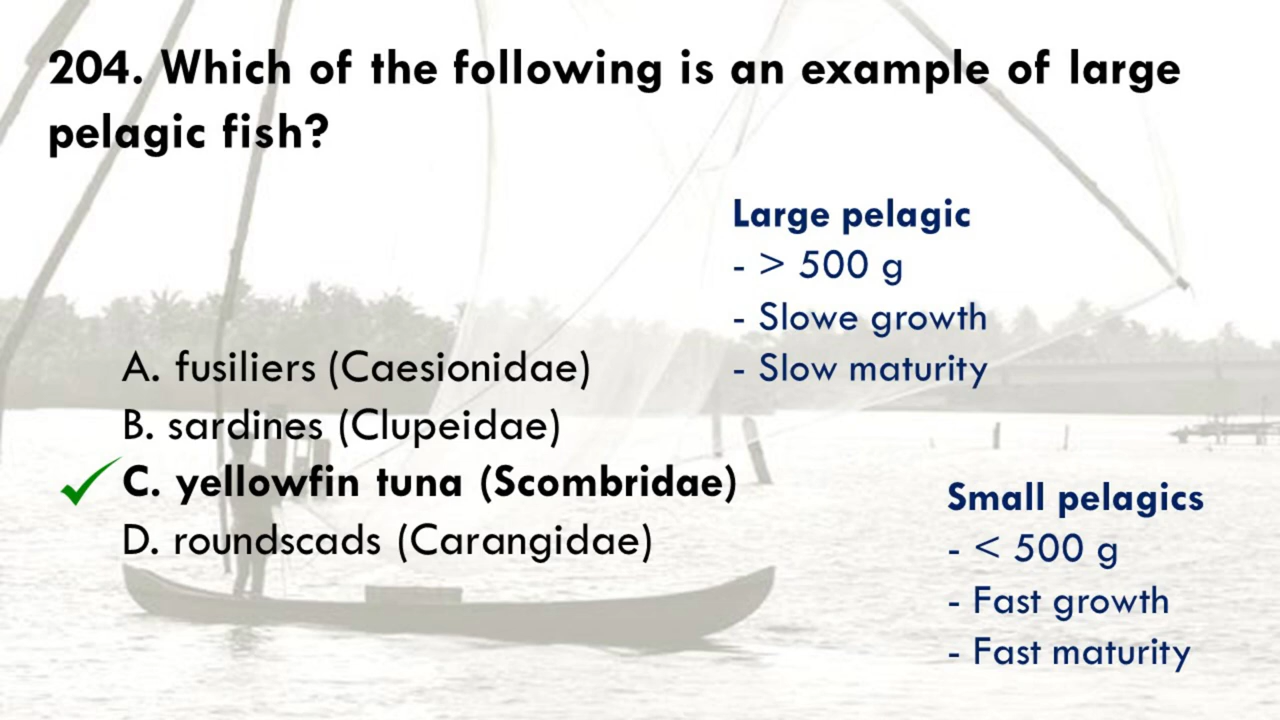 204. Which of the following is an example of large
pelagic fish?
Large pelagic
- > 500 g
- Slowe growth
- Slow maturity
A. fusiliers (Caesionidae)
B. sardines (Clupeidae)
C. yellowfin tuna (Scombridae)
D. roundscads (Carangidae)
Small pelagics
- < 500 g
- Fast growth
- Fast maturity